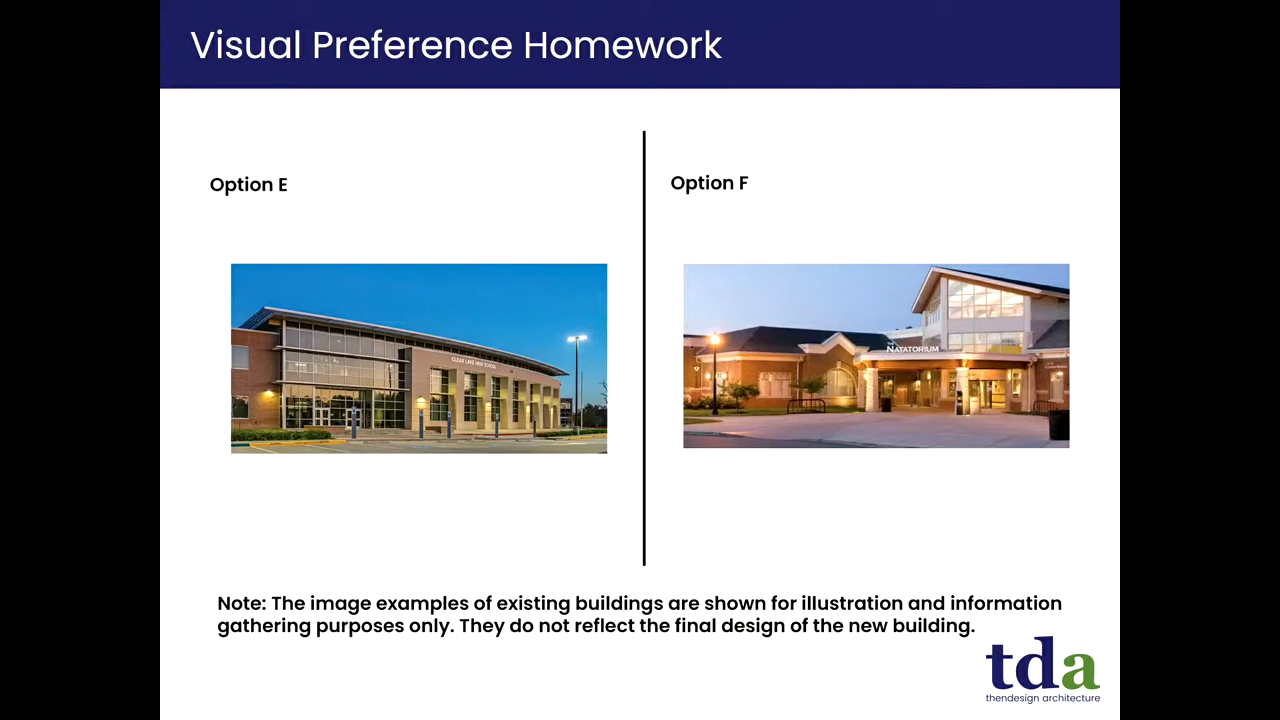 Visual Preference Homework
Option E
Option F
CLEAR LAKE HIGH SCHOOL
THE
NATATORIUM
Note: The image examples of existing buildings are shown for illustration and information
gathering purposes only. They do not reflect the final design of the new building.
tda
thendesign architecture